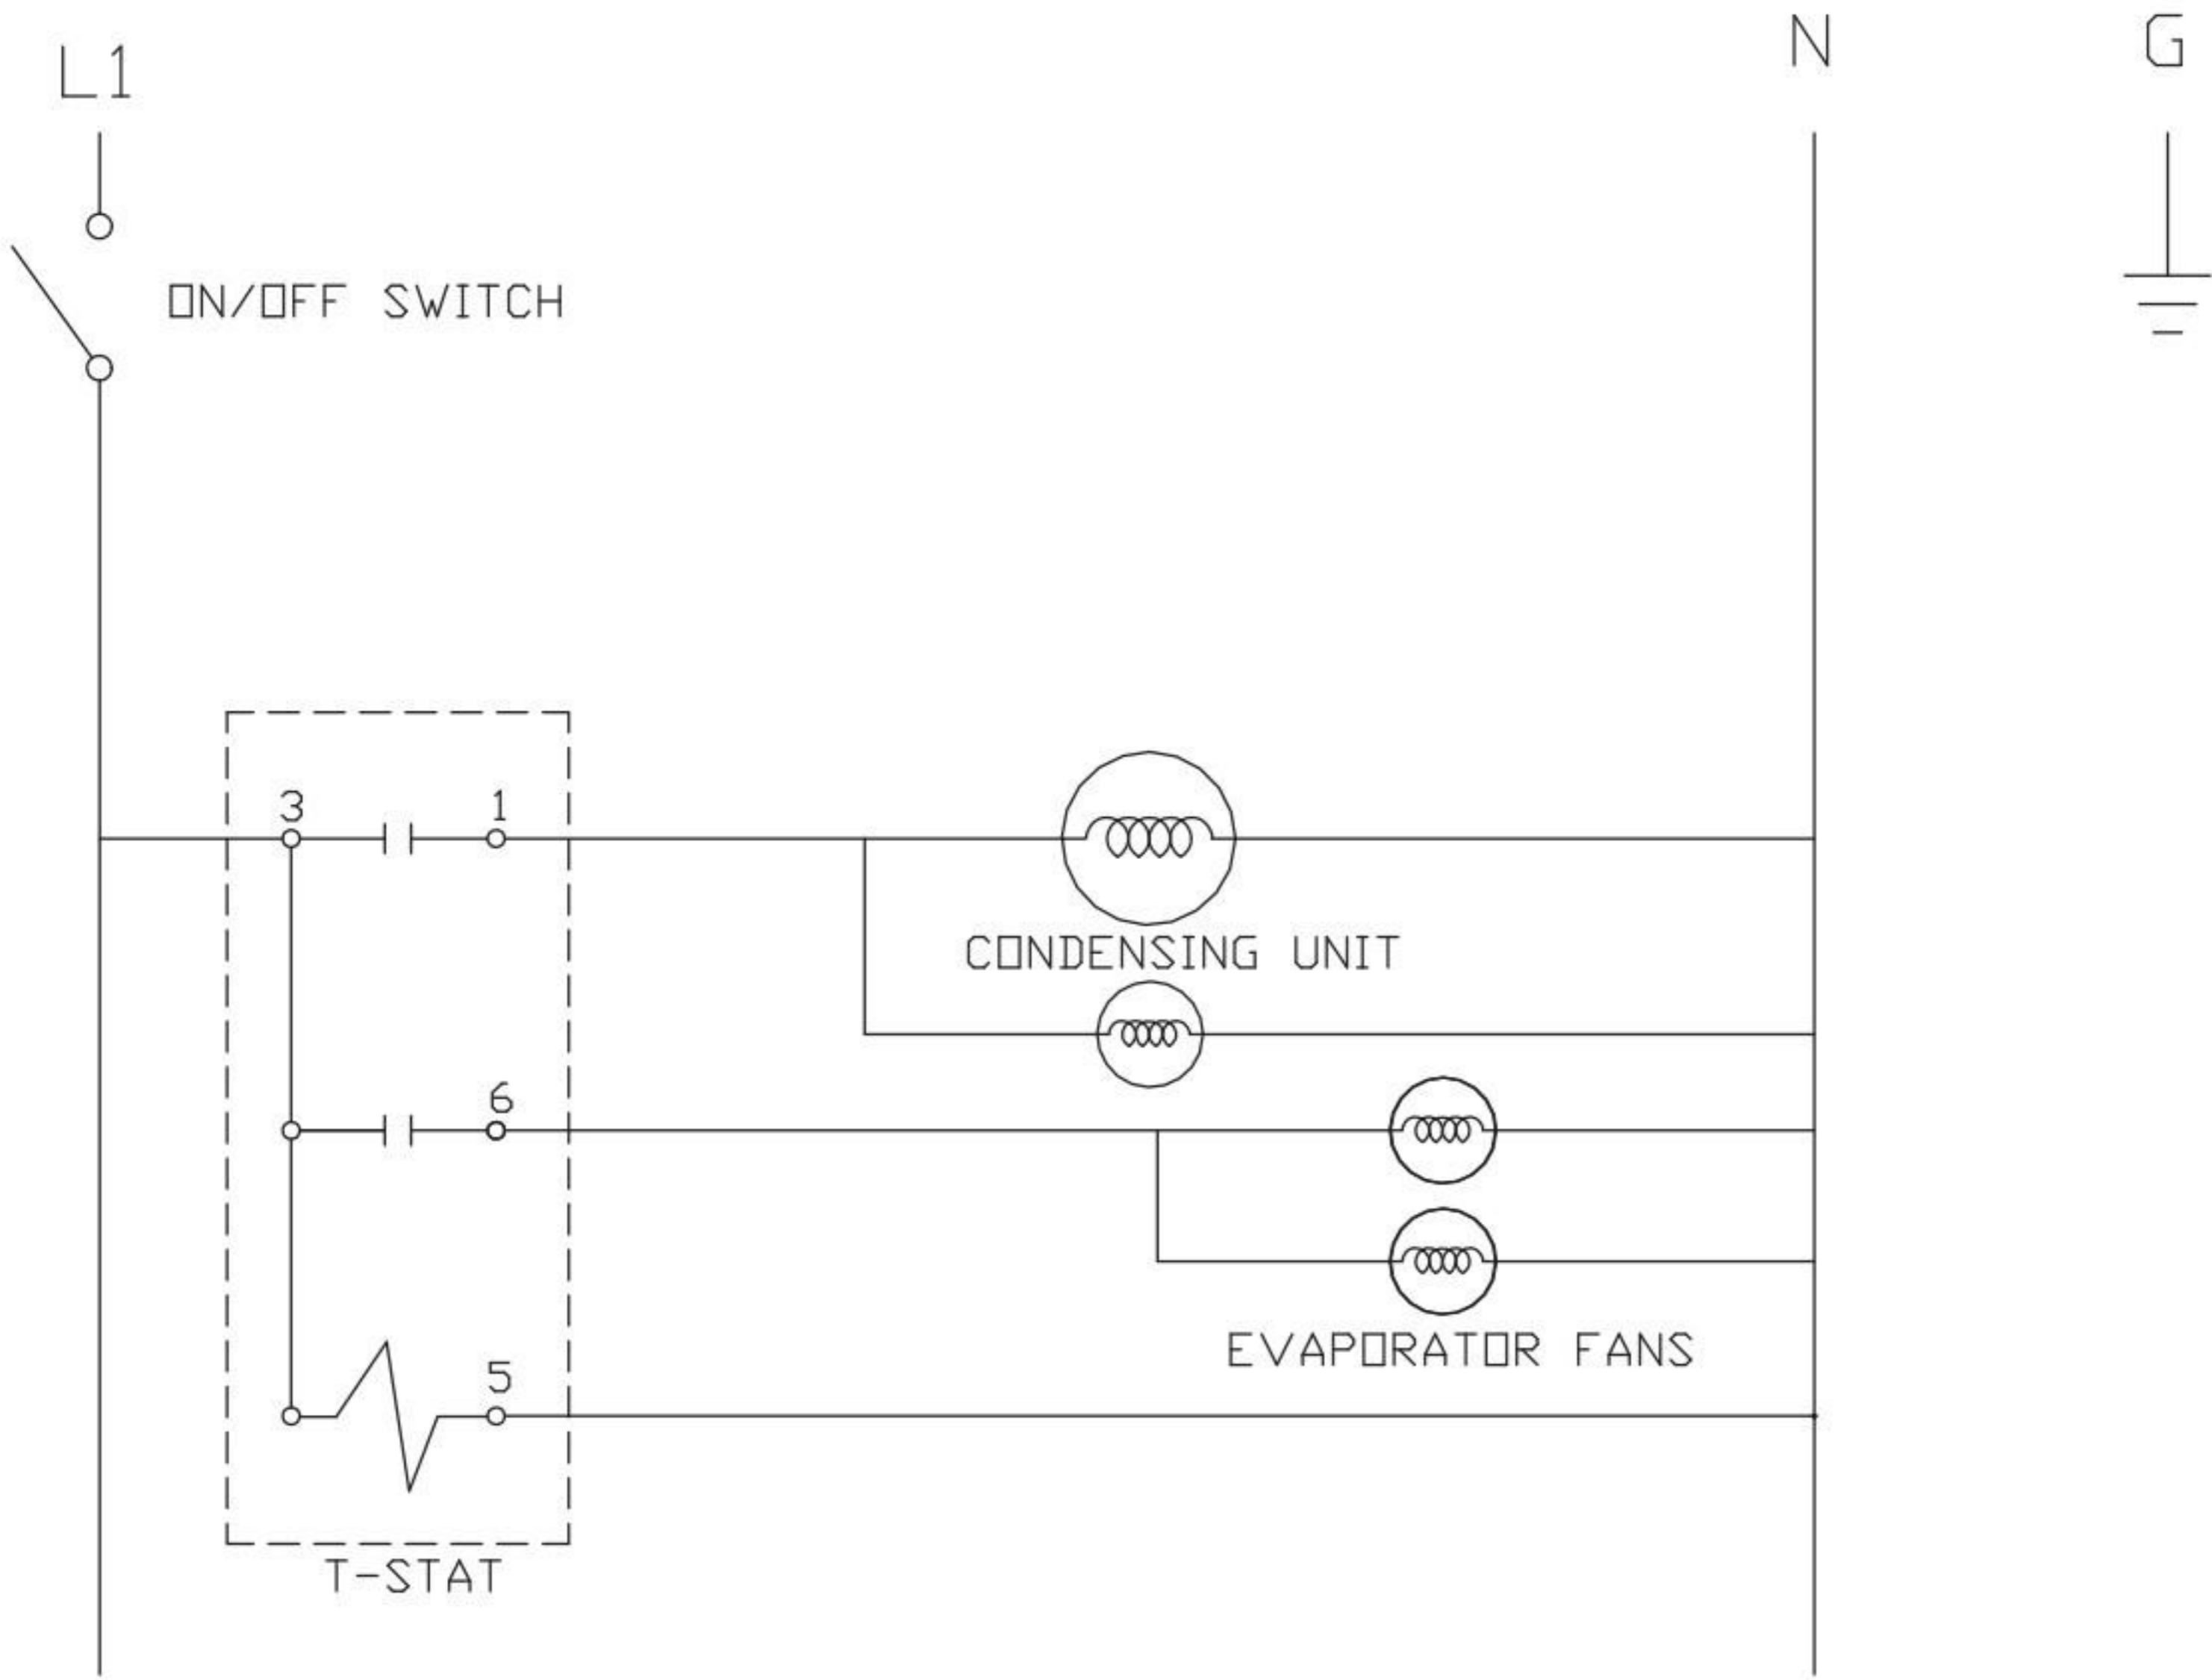 L1
N
G
ON/OFF SWITCH
3
1
CONDENSING UNIT
6
EVAPORATOR FANS
5
T-STAT